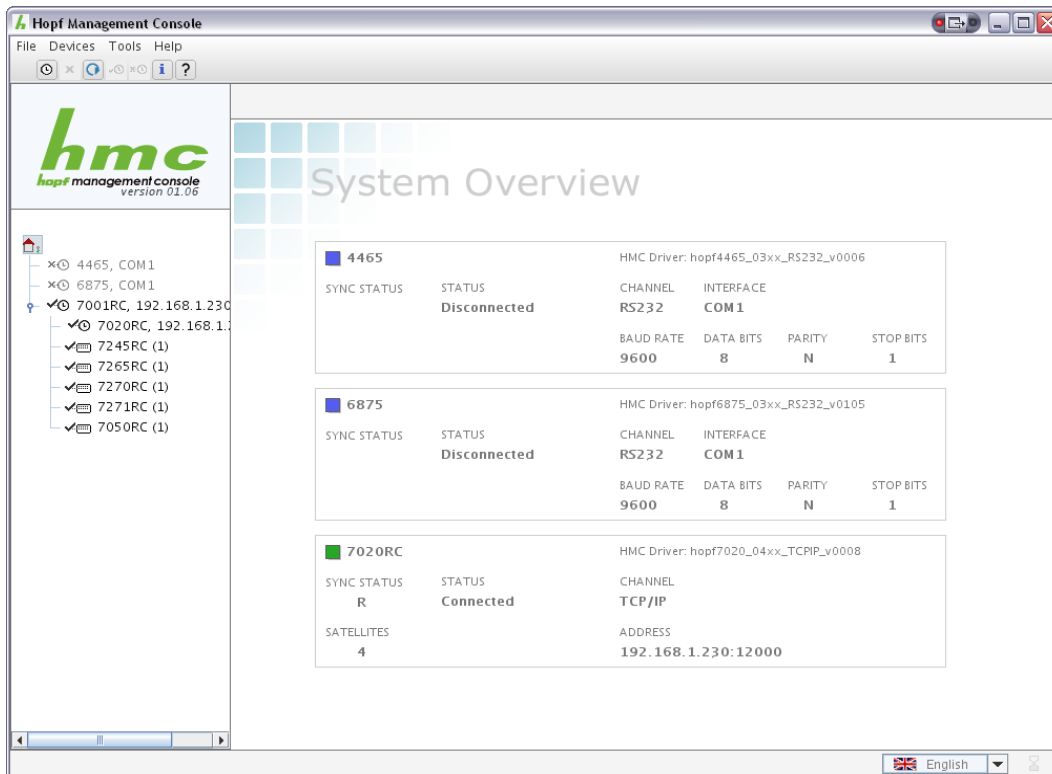 Hopf Management Console
File Devices Tools Help
hmc
hopf management console
version 01.06
4465, COM1
6875, COM1
7001RC, 192.168.1.230
7020RC, 192.168.1.
7245RC (1)
7265RC (1)
7270RC (1)
7271RC (1)
7050RC (1)
System Overview
4465 HMC Driver: hopf4465_03xx_RS232_v0006
SYNC STATUS STATUS CHANNEL INTERFACE
Disconnected RS232 COM1
BAUD RATE DATA BITS PARITY STOP BITS
9600 8 N 1
6875 HMC Driver: hopf6875_03xx_RS232_v0105
SYNC STATUS STATUS CHANNEL INTERFACE
Disconnected RS232 COM1
BAUD RATE DATA BITS PARITY STOP BITS
9600 8 N 1
7020RC HMC Driver: hopf7020_04xx_TCPIP_v0008
SYNC STATUS STATUS CHANNEL
R Connected TCP/IP
SATELLITES ADDRESS
4 192.168.1.230:12000
English